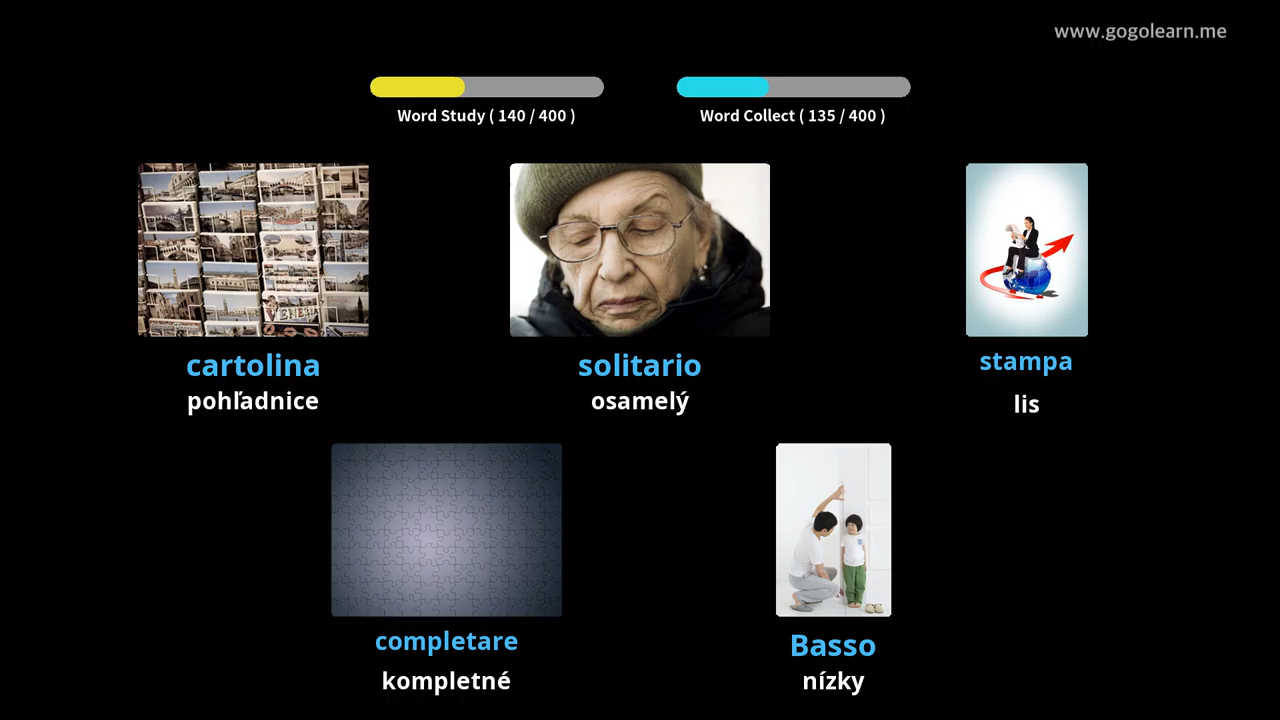 www.gogolearn.me
Word Study ( 140 / 400 )
Word Collect ( 135 / 400 )
cartolina
pohľadnice
solitario
osamelý
stampa
lis
completare
kompletné
Basso
nízky